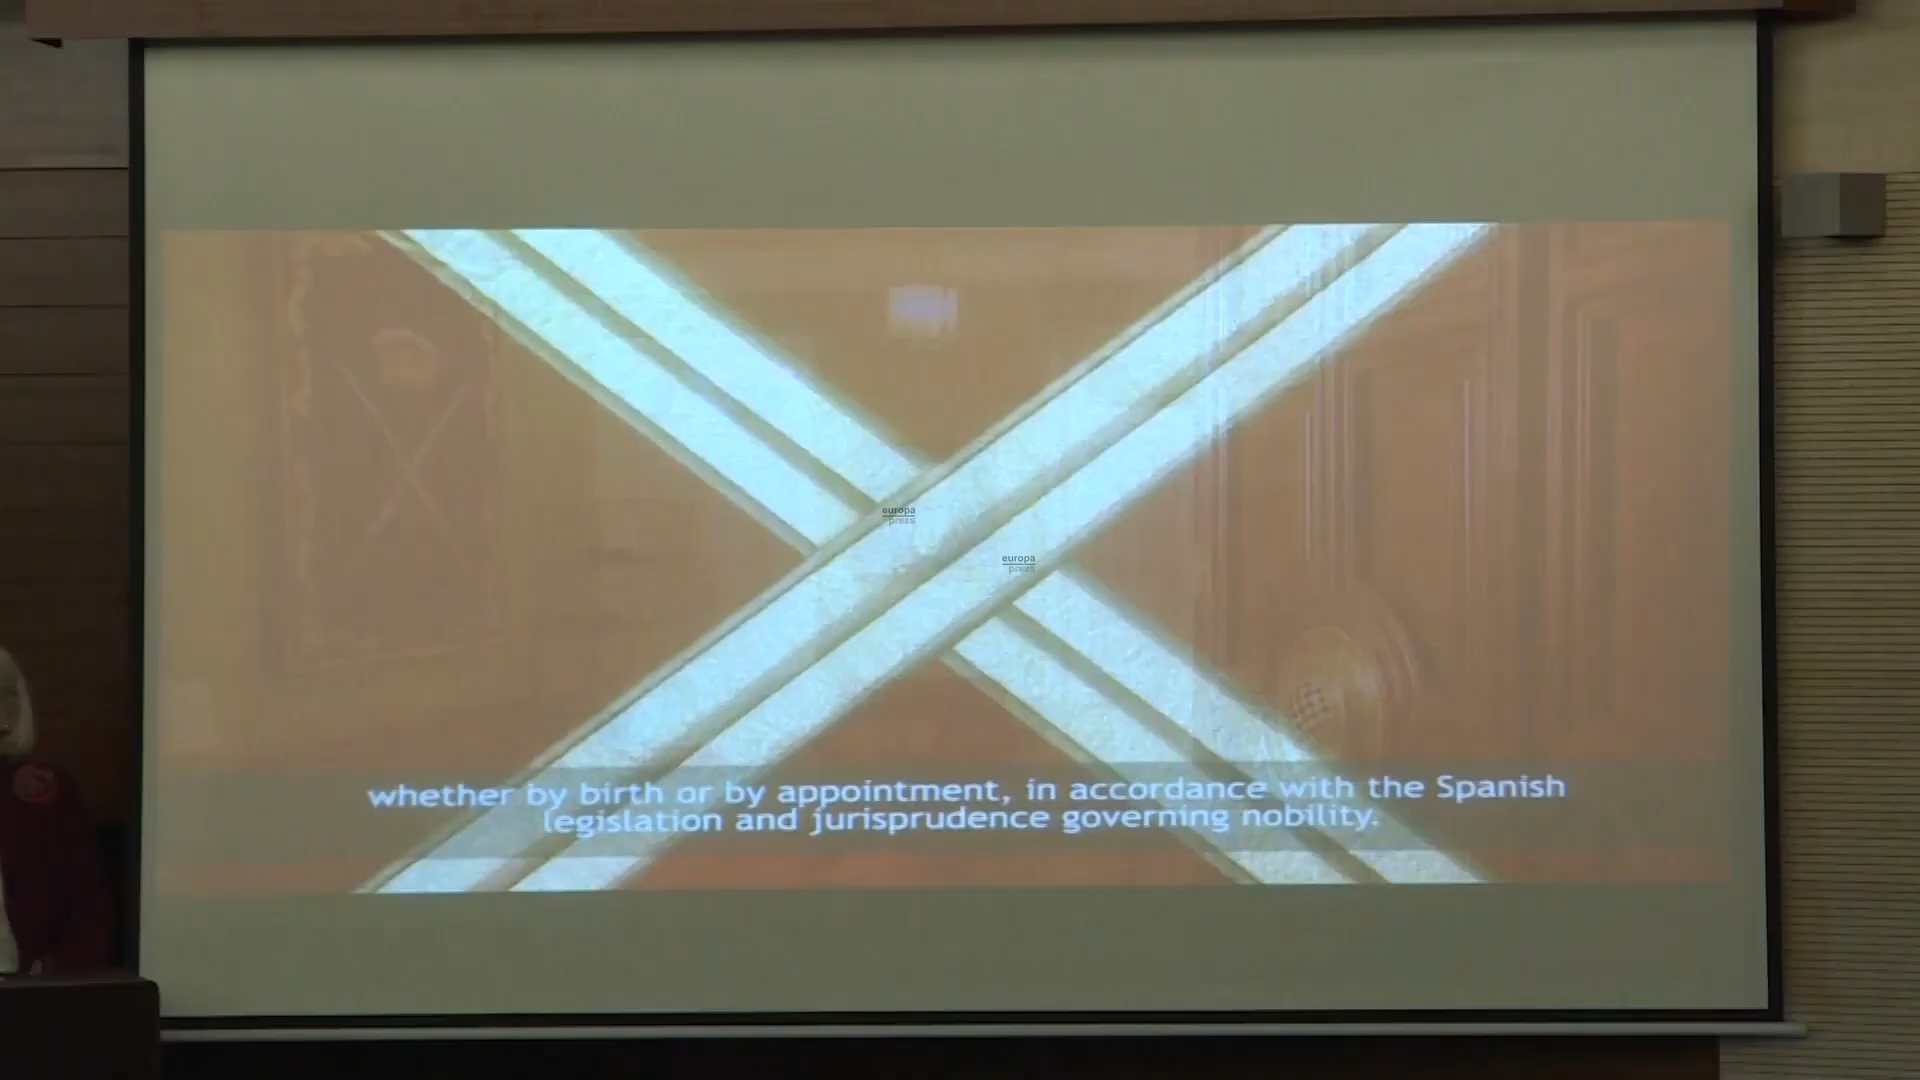 europa
press
europa
press
whether by birth or by appointment, in accordance with the Spanish
legislation and jurisprudence governing nobility.